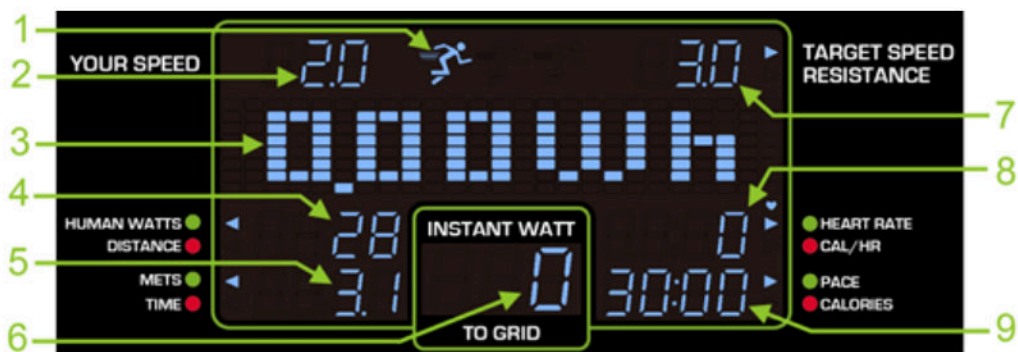 1
YOUR SPEED
2.0
3.0
TARGET SPEED
RESISTANCE
2
7
3
0.00Wh
8
4
HUMAN WATTS
DISTANCE
28
INSTANT WATT
0
HEART RATE
CAL/HR
5
METS
TIME
3.1
0
30:00
PACE
CALORIES
6
TO GRID
9